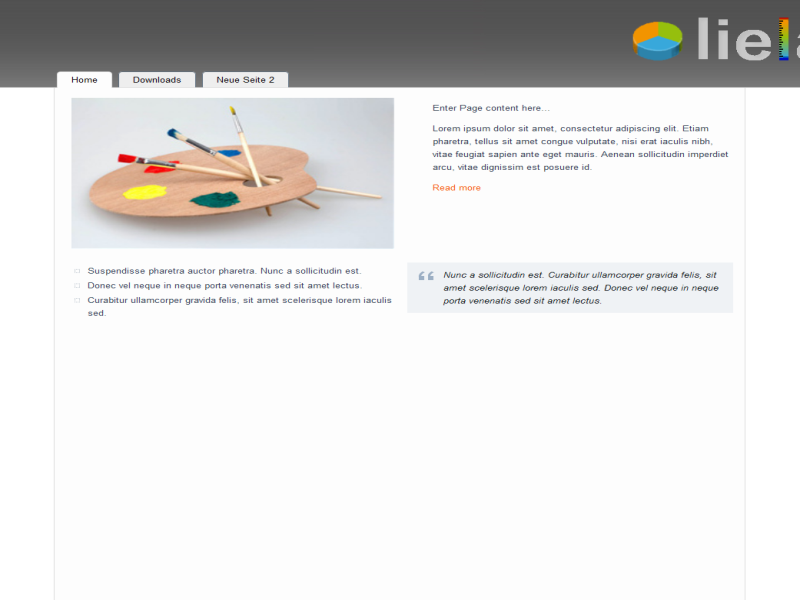 Home
Downloads
Neue Seite 2
Enter Page content here...
Lorem ipsum dolor sit amet, consectetur adipiscing elit. Etiam
pharetra, tellus sit amet congue vulputate, nisi erat iaculis nibh,
vitae feugiat sapien ante eget mauris. Aenean sollicitudin imperdiet
arcu, vitae dignissim est posuere id.
Read more
Suspendisse pharetra auctor pharetra. Nunc a sollicitudin est.
Donec vel neque in neque porta venenatis sed sit amet lectus.
Curabitur ullamcorper gravida felis, sit amet scelerisque lorem iaculis
sed.
Nunc a sollicitudin est. Curabitur ullamcorper gravida felis, sit
amet scelerisque lorem iaculis sed. Donec vel neque in neque
porta venenatis sed sit amet lectus.